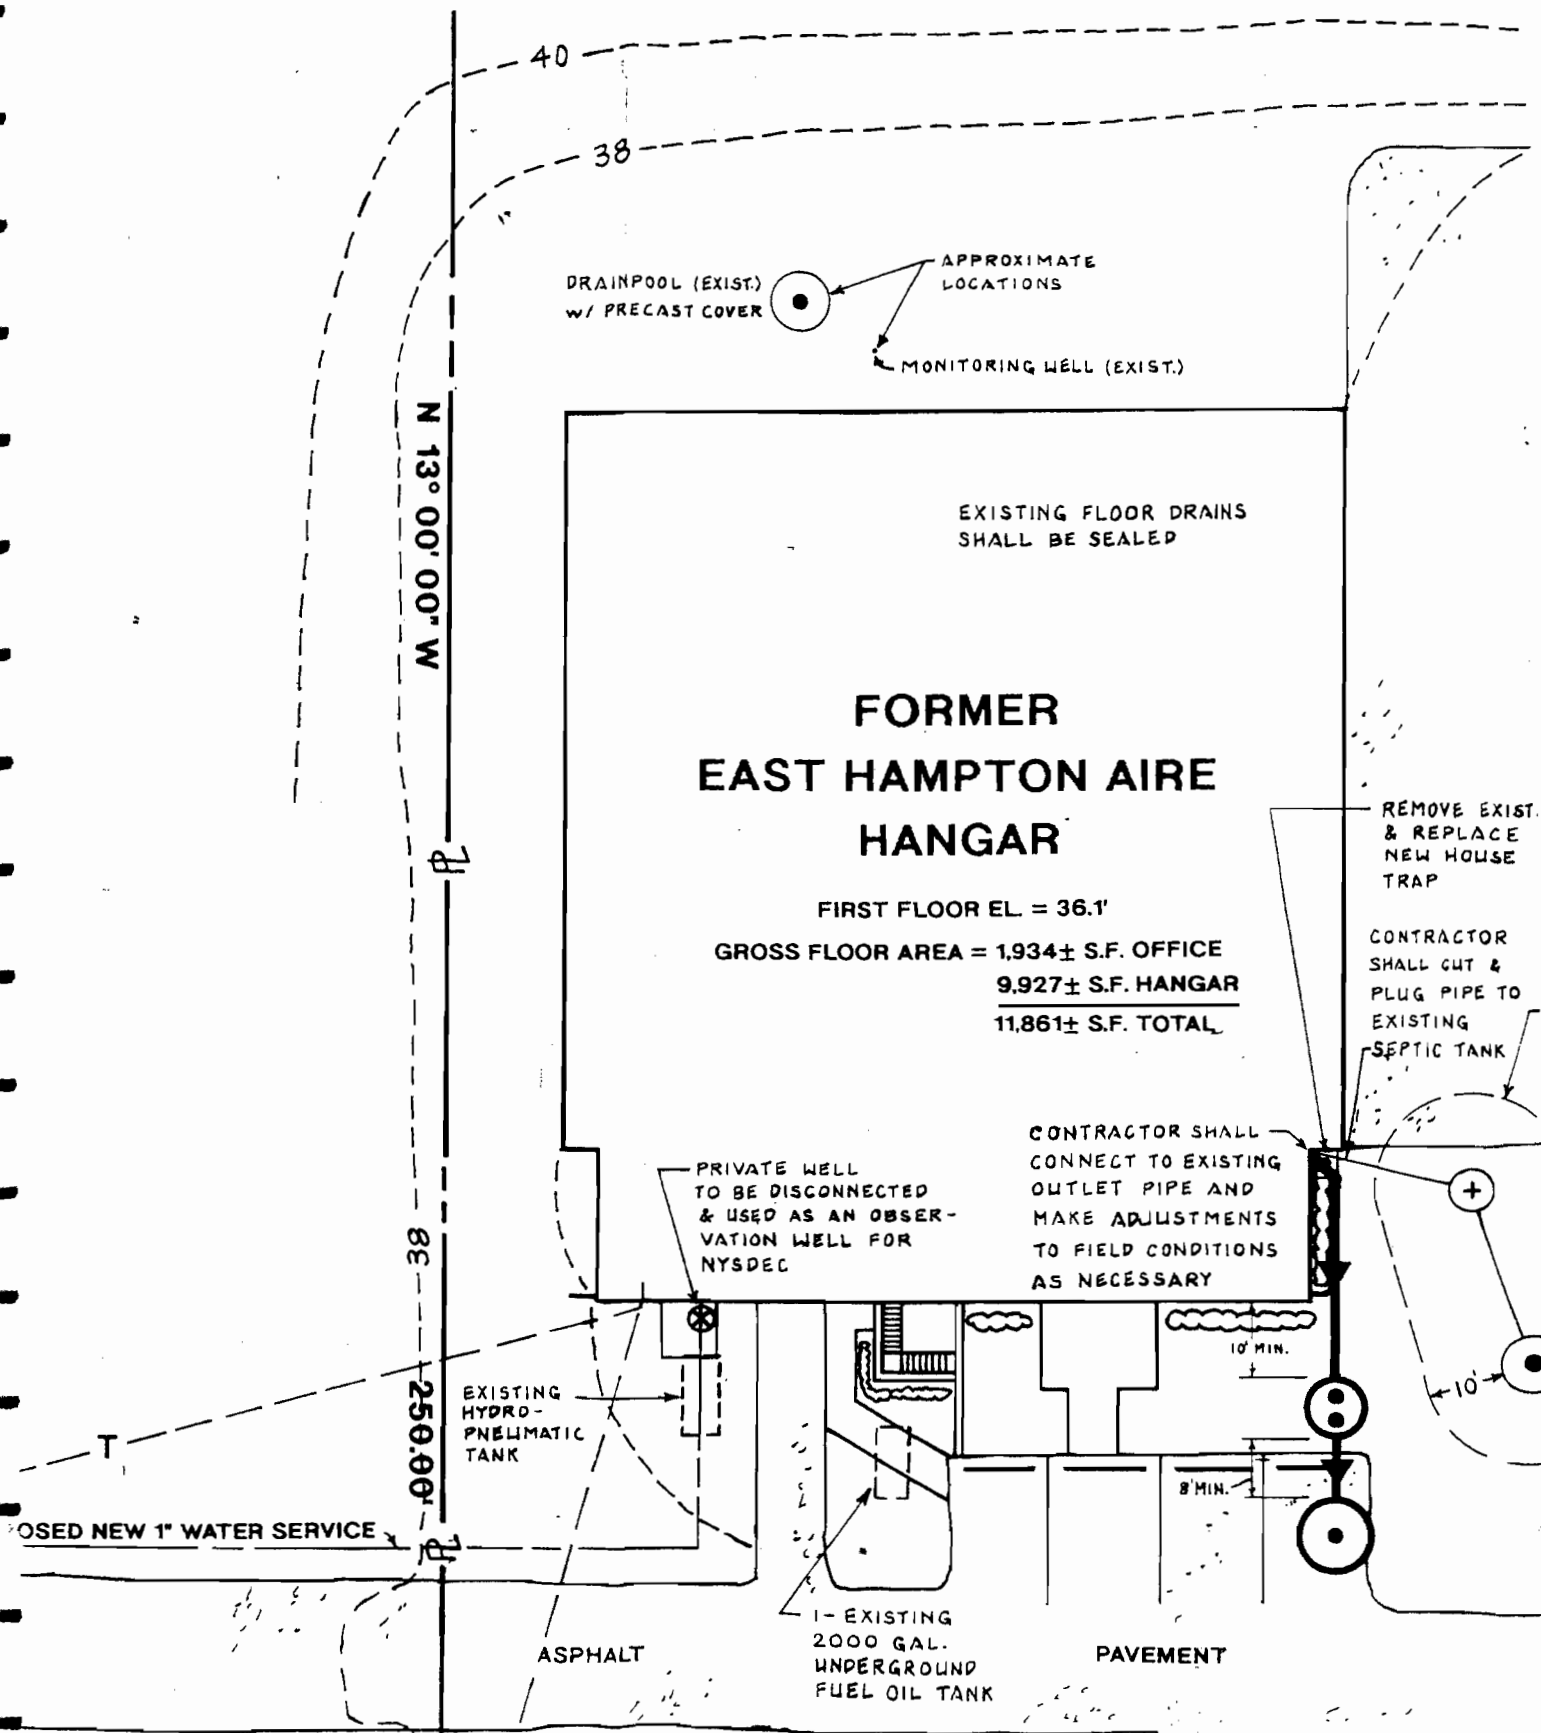 40
38
DRAINPOOL (EXIST.)
W/ PRECAST COVER
APPROXIMATE
LOCATIONS
MONITORING WELL (EXIST.)
N 13° 00' 00" W
EXISTING FLOOR DRAINS
SHALL BE SEALED
FORMER
EAST HAMPTON AIRE
HANGAR
FIRST FLOOR EL. = 36.1'
GROSS FLOOR AREA = 1,934± S.F. OFFICE
9,927± S.F. HANGAR
11,861± S.F. TOTAL
REMOVE EXIST.
& REPLACE
NEW HOUSE
TRAP
CONTRACTOR
SHALL CUT &
PLUG PIPE TO
EXISTING
SEPTIC TANK
PL
CONTRACTOR SHALL
CONNECT TO EXISTING
OUTLET PIPE AND
MAKE ADJUSTMENTS
TO FIELD CONDITIONS
AS NECESSARY
PRIVATE WELL
TO BE DISCONNECTED
& USED AS AN OBSER-
VATION WELL FOR
NYSDEC
38
10' MIN.
10'
250.00'
EXISTING
HYDRO-
PNEUMATIC
TANK
T
8' MIN.
OSED NEW 1" WATER SERVICE
PL
1- EXISTING
2000 GAL.
UNDERGROUND
FUEL OIL TANK
ASPHALT
PAVEMENT